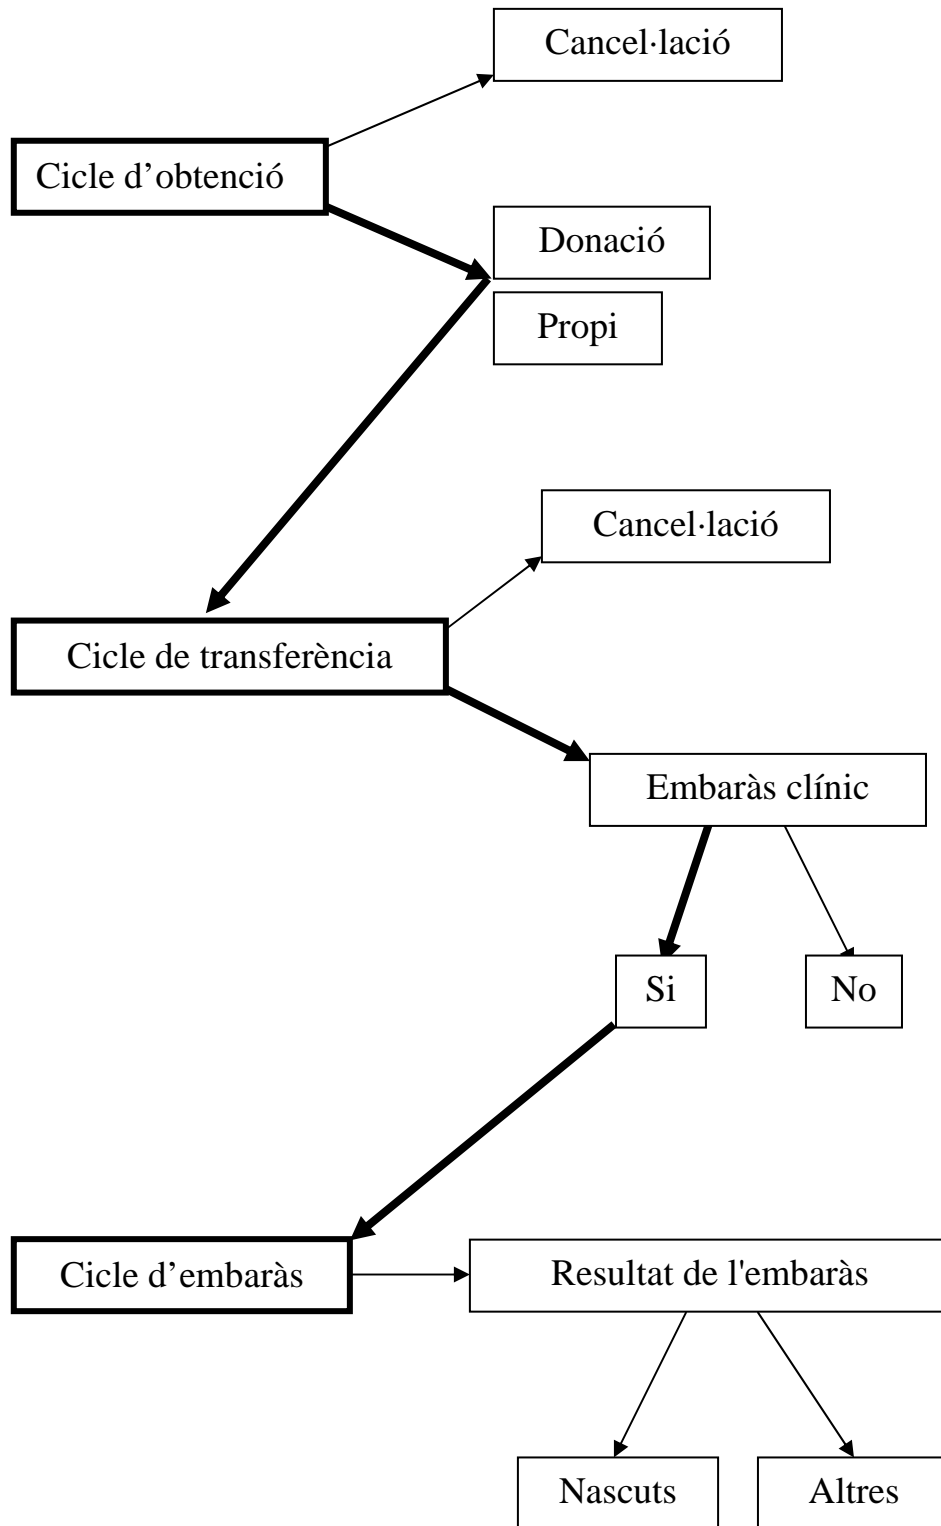 Cancel·lació
Cicle d’obtenció
Donació
Propi
Cancel·lació
Cicle de transferència
Embaràs clínic
Si
No
Cicle d’embaràs
Resultat de l'embaràs
Nascuts
Altres